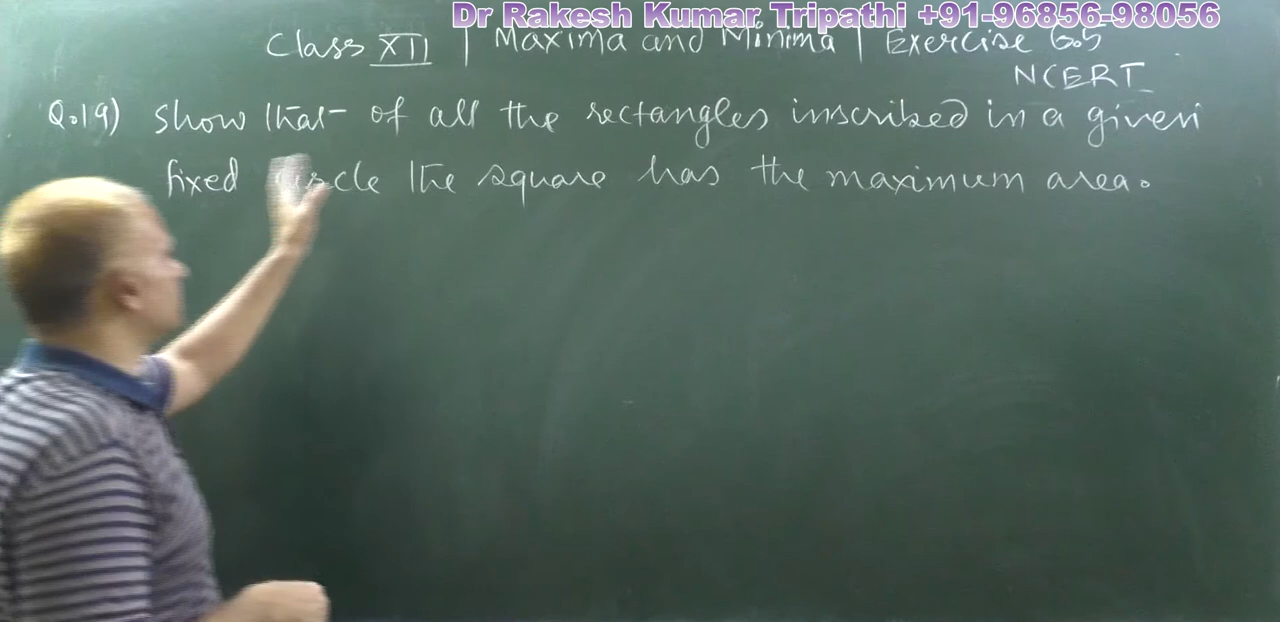 Dr Rakesh Kumar Tripathi +91-96856-98056
Class XII | Maxima and Minima | Exercise 6.5
NCERT
Q.19) Show that of all the rectangles inscribed in a given
fixed circle the square has the maximum area.